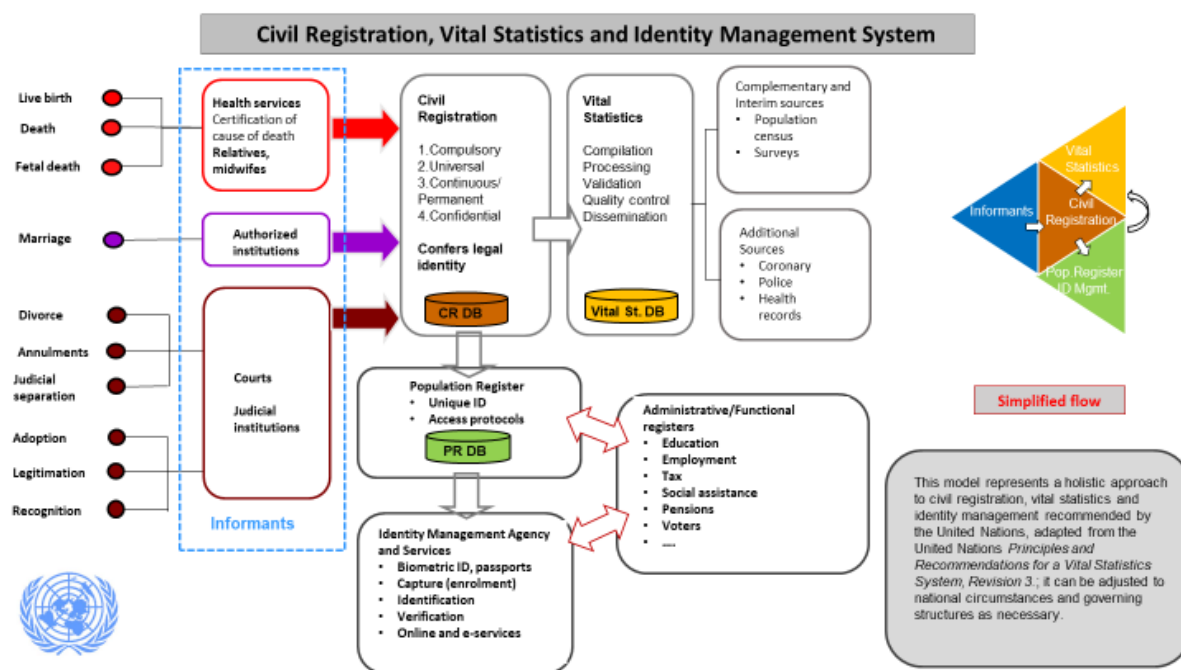 Civil Registration, Vital Statistics and Identity Management System
Live birth
Death
Fetal death
Marriage
Divorce
Annulments
Judicial
separation
Adoption
Legitimation
Recognition
Health services
Certification of
cause of death
Relatives,
midwifes
Authorized
institutions
Courts
Judicial
institutions
Informants
Civil
Registration
1.Compulsory
2.Universal
3.Continuous/
Permanent
4.Confidential
Confers legal
identity
CR DB
Vital
Statistics
Compilation
Processing
Validation
Quality control
Dissemination
Vital St. DB
Complementary and
Interim sources
• Population
census
• Surveys
Additional
Sources
• Coronary
• Police
• Health
records
Population Register
• Unique ID
• Access protocols
PR DB
Administrative/Functional
registers
• Education
• Employment
• Tax
• Social assistance
• Pensions
• Voters
• ....
Identity Management Agency
and Services
• Biometric ID, passports
• Capture (enrolment)
• Identification
• Verification
• Online and e-services
Vital
Statistics
Informants
Civil
Registration
Pop.Register
ID Mgmt.
Simplified flow
This model represents a holistic approach
to civil registration, vital statistics and
identity management recommended by
the United Nations, adapted from the
United Nations Principles and
Recommendations for a Vital Statistics
System, Revision 3.; it can be adjusted to
national circumstances and governing
structures as necessary.